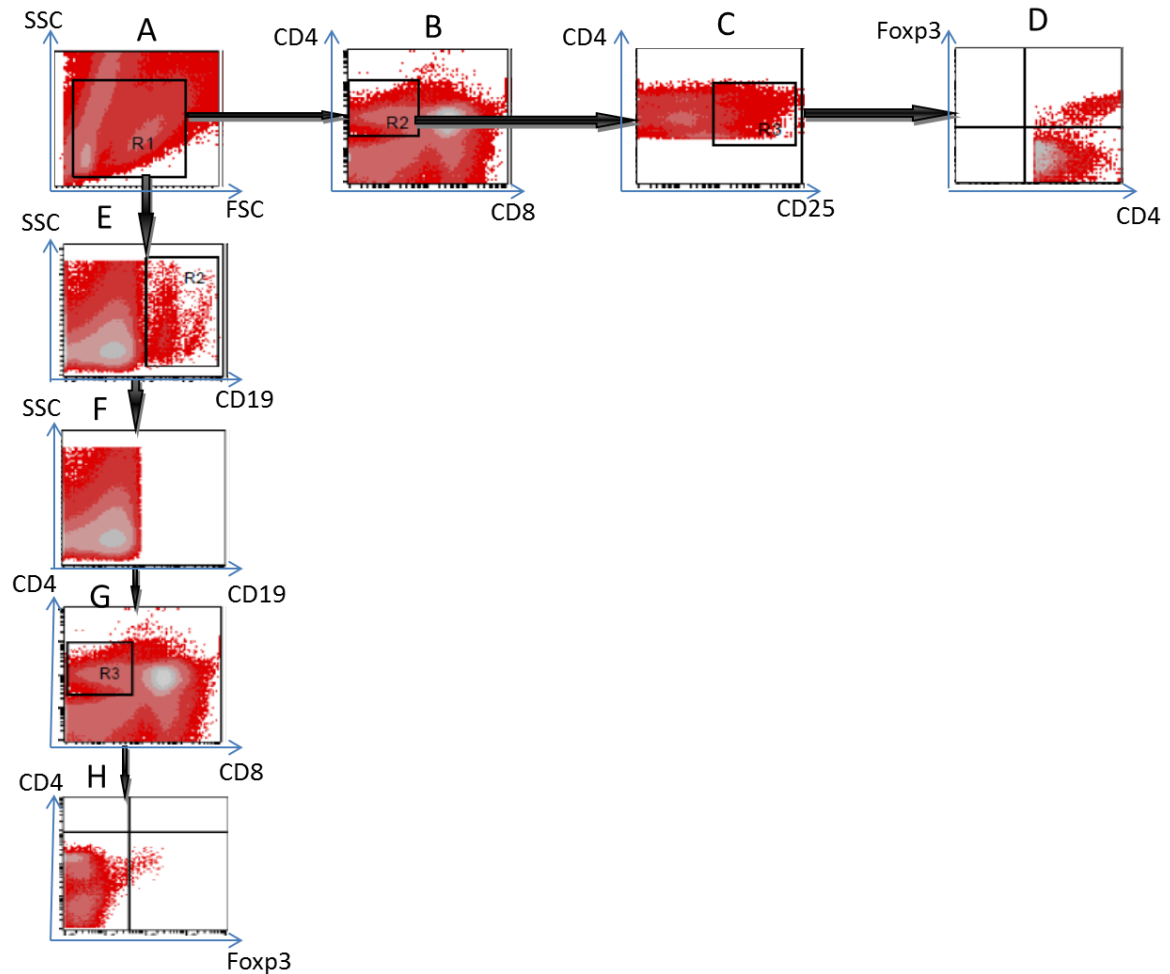 SSC
A
R1
FSC
CD4
B
R2
CD8
CD4
C
R3
CD25
Foxp3
D
CD4
SSC
E
R2
CD19
SSC
F
CD19
CD4
G
R3
CD8
CD4
H
Foxp3